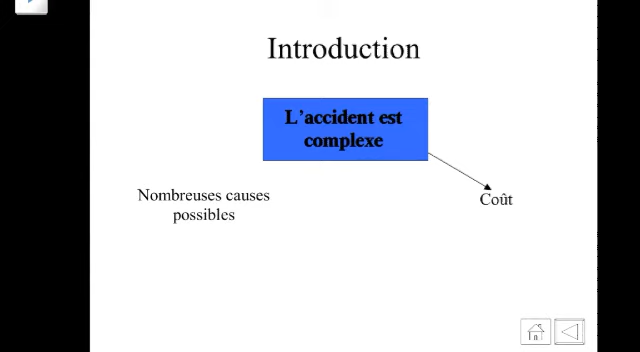 Introduction
L'accident est
complexe
Nombreuses causes
possibles
Coût